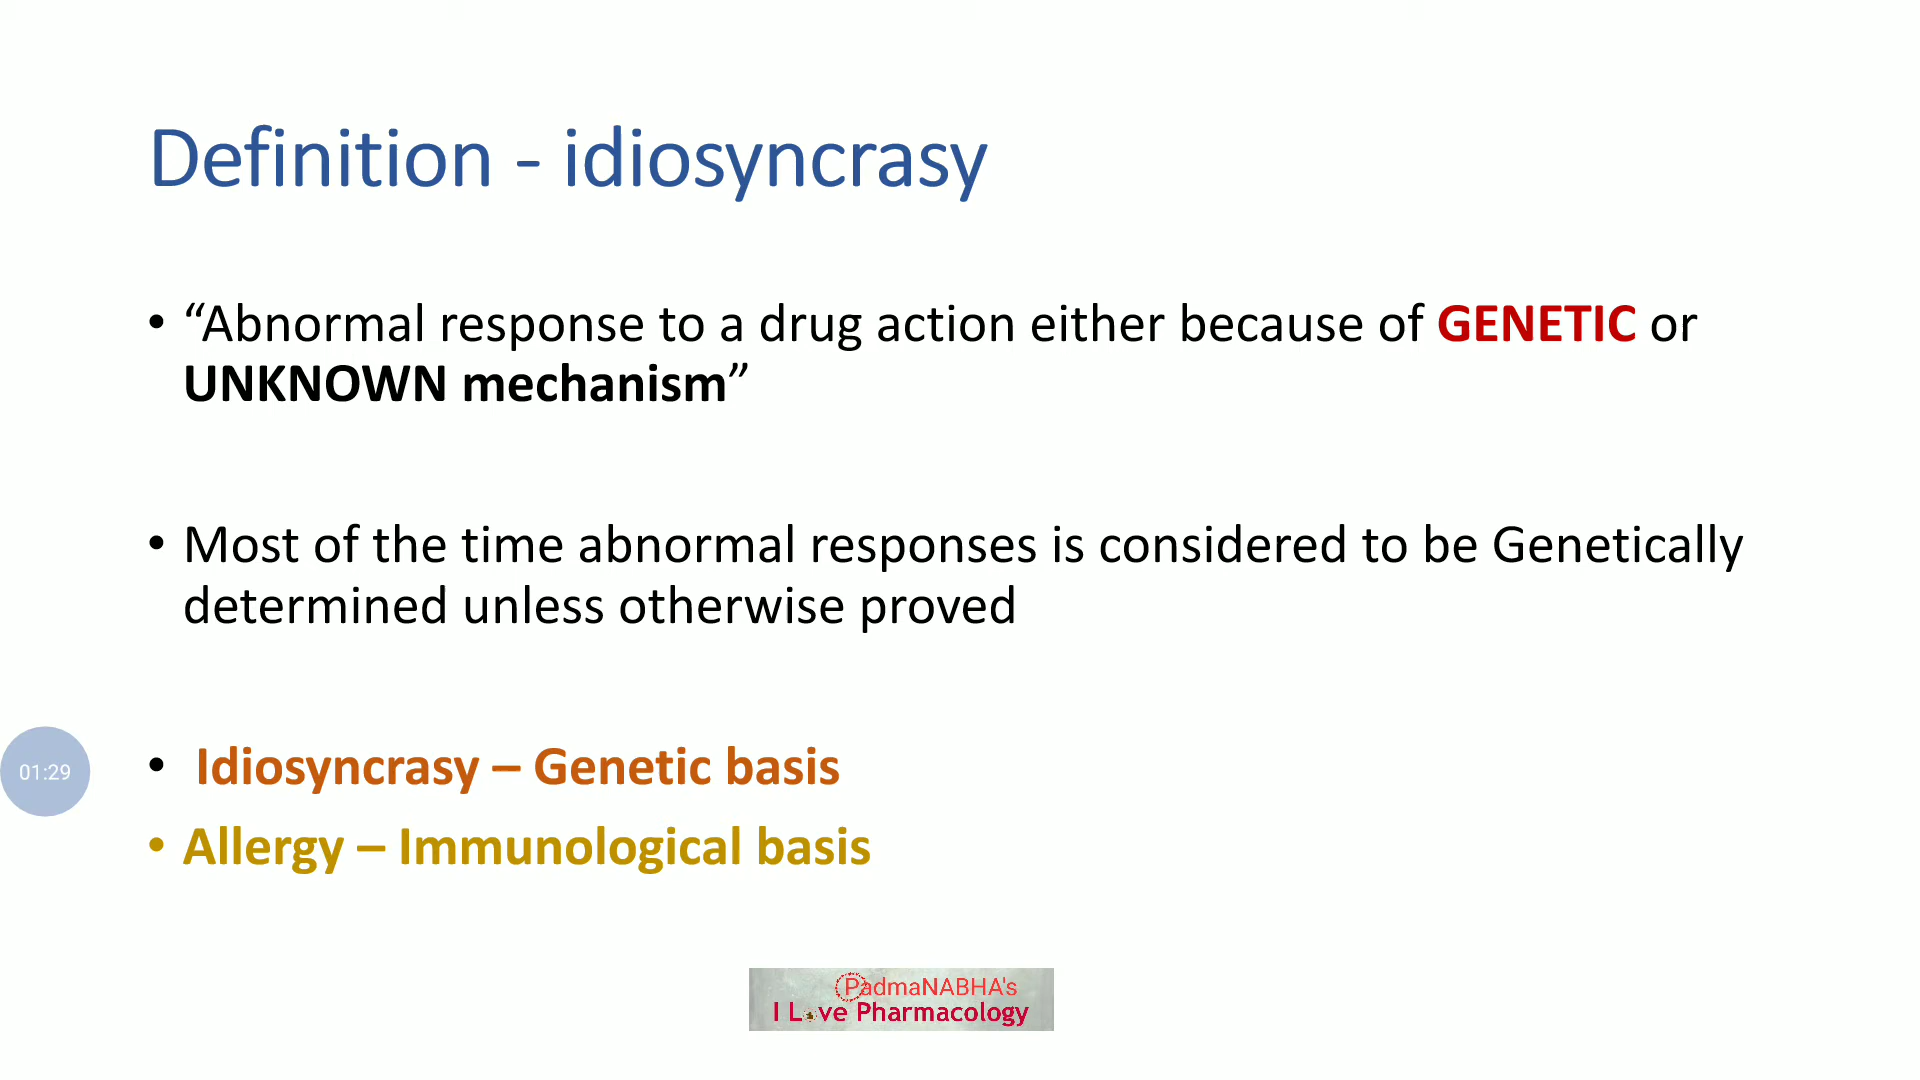 Definition - idiosyncrasy
• “Abnormal response to a drug action either because of GENETIC or
UNKNOWN mechanism”
• Most of the time abnormal responses is considered to be Genetically
determined unless otherwise proved
01:29
• Idiosyncrasy – Genetic basis
• Allergy – Immunological basis
PadmaNABHA's
I Love Pharmacology